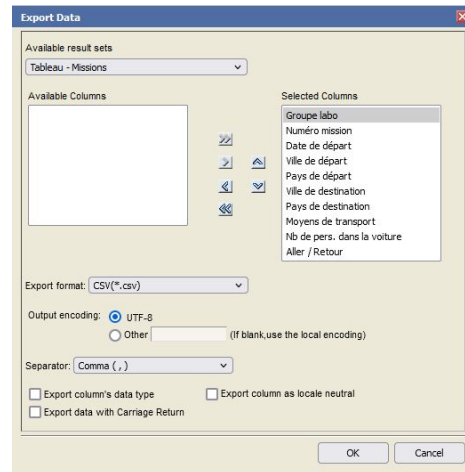 Export Data
Available result sets
Tableau - Missions
Available Columns
Selected Columns
Groupe labo
Numéro mission
Date de départ
Ville de départ
Pays de départ
Ville de destination
Pays de destination
Moyens de transport
Nb de pers. dans la voiture
Aller / Retour
Export format: CSV(*.csv)
Output encoding: UTF-8
Other (If blank,use the local encoding)
Separator: Comma ( , )
Export column's data type Export column as locale neutral
Export data with Carriage Return
OK Cancel